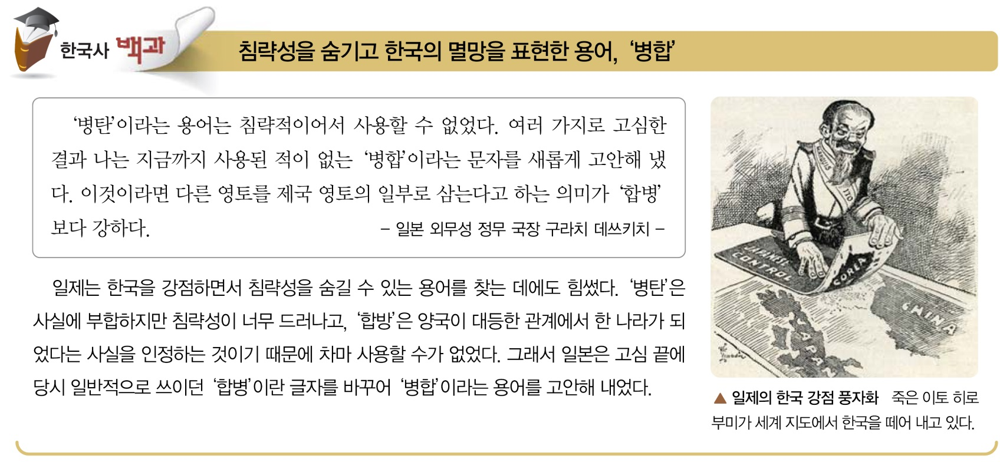 한국사 백과
침략성을 숨기고 한국의 멸망을 표현한 용어, ‘병합’
‘병탄’이라는 용어는 침략적이어서 사용할 수 없었다. 여러 가지로 고심한
결과 나는 지금까지 사용된 적이 없는 ‘병합’이라는 문자를 새롭게 고안해 냈
다. 이것이라면 다른 영토를 제국 영토의 일부로 삼는다고 하는 의미가 ‘합병’
보다 강하다.
– 일본 외무성 정무 국장 구라치 데쓰키치 –
일제는 한국을 강점하면서 침략성을 숨길 수 있는 용어를 찾는 데에도 힘썼다. ‘병탄’은
사실에 부합하지만 침략성이 너무 드러나고, ‘합방’은 양국이 대등한 관계에서 한 나라가 되
었다는 사실을 인정하는 것이기 때문에 차마 사용할 수가 없었다. 그래서 일본은 고심 끝에
당시 일반적으로 쓰이던 ‘합병’이란 글자를 바꾸어 ‘병합’이라는 용어를 고안해 내었다.
ITO
JAPANESE
CONTROL
COREA
CHINA
JAPAN
▲ 일제의 한국 강점 풍자화 죽은 이토 히로
부미가 세계 지도에서 한국을 떼어 내고 있다.